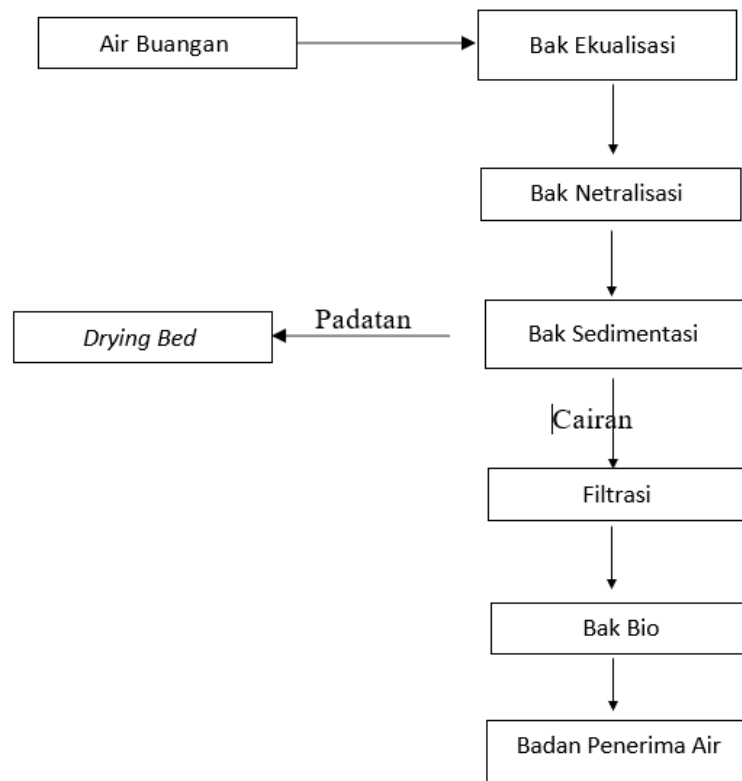 Air Buangan
Bak Ekualisasi
Bak Netralisasi
Drying Bed
Padatan
Bak Sedimentasi
Cairan
Filtrasi
Bak Bio
Badan Penerima Air